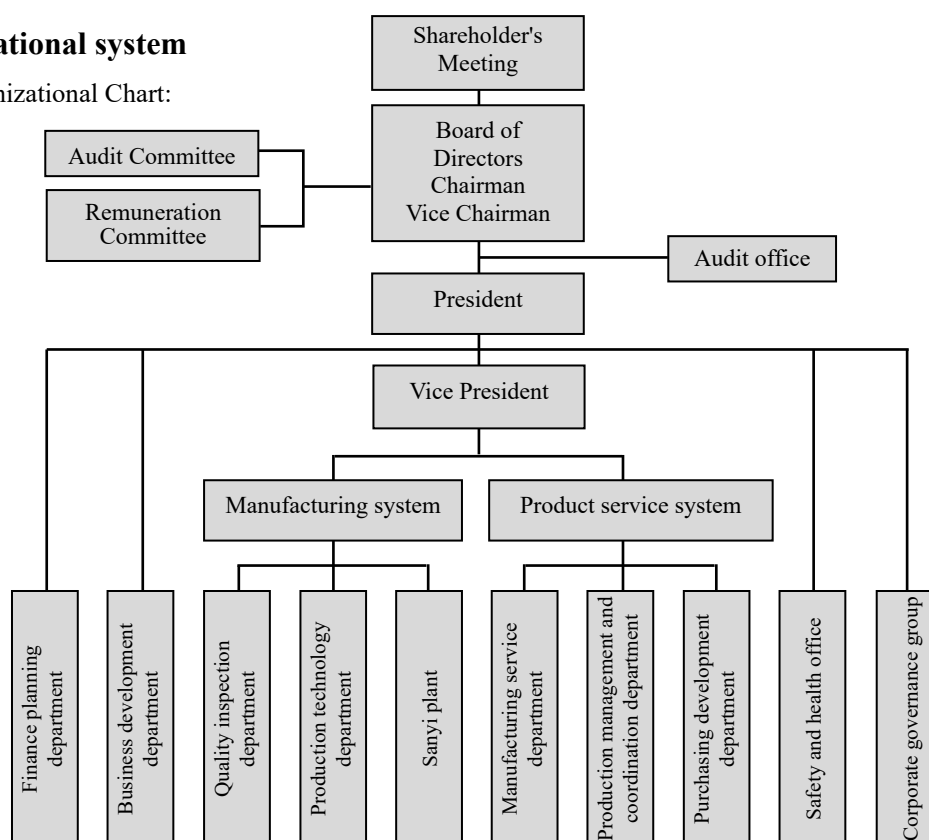 ational system
nizational Chart:
Shareholder's
Meeting
Board of
Directors
Chairman
Vice Chairman
Audit Committee
Remuneration
Committee
Audit office
President
Vice President
Manufacturing system
Product service system
Finance planning
department
Business development
department
Quality inspection
department
Production technology
department
Sanyi plant
Manufacturing service
department
Production management and
coordination department
Purchasing development
department
Safety and health office
Corporate governance group